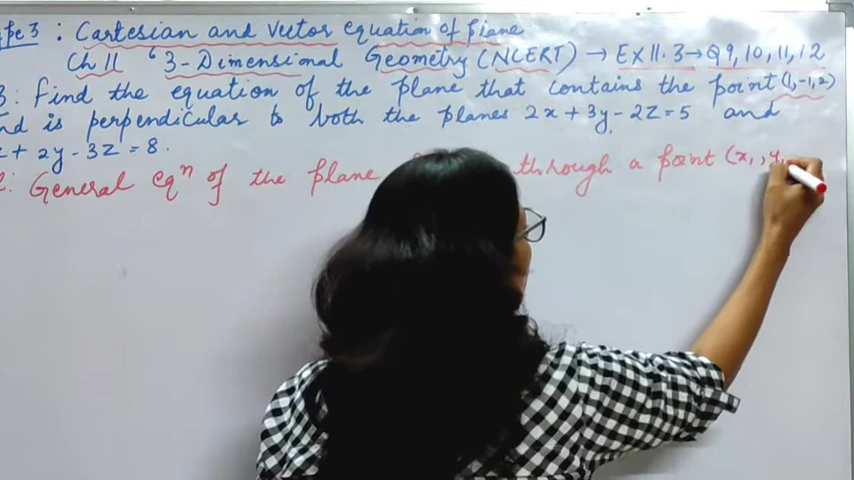 : Cartesian and Vector equation of plane
Ch 11 '3-Dimensional Geometry (NCERT) → EX 11.3 → Q9, 10, 11, 12
: Find the equation of the plane that contains the point (1,-1,2)
is perpendicular to both the planes 2x + 3y - 2z = 5 and
+ 2y - 3z = 8.
: General eqⁿ of the plane through a point (x₁, y₁,